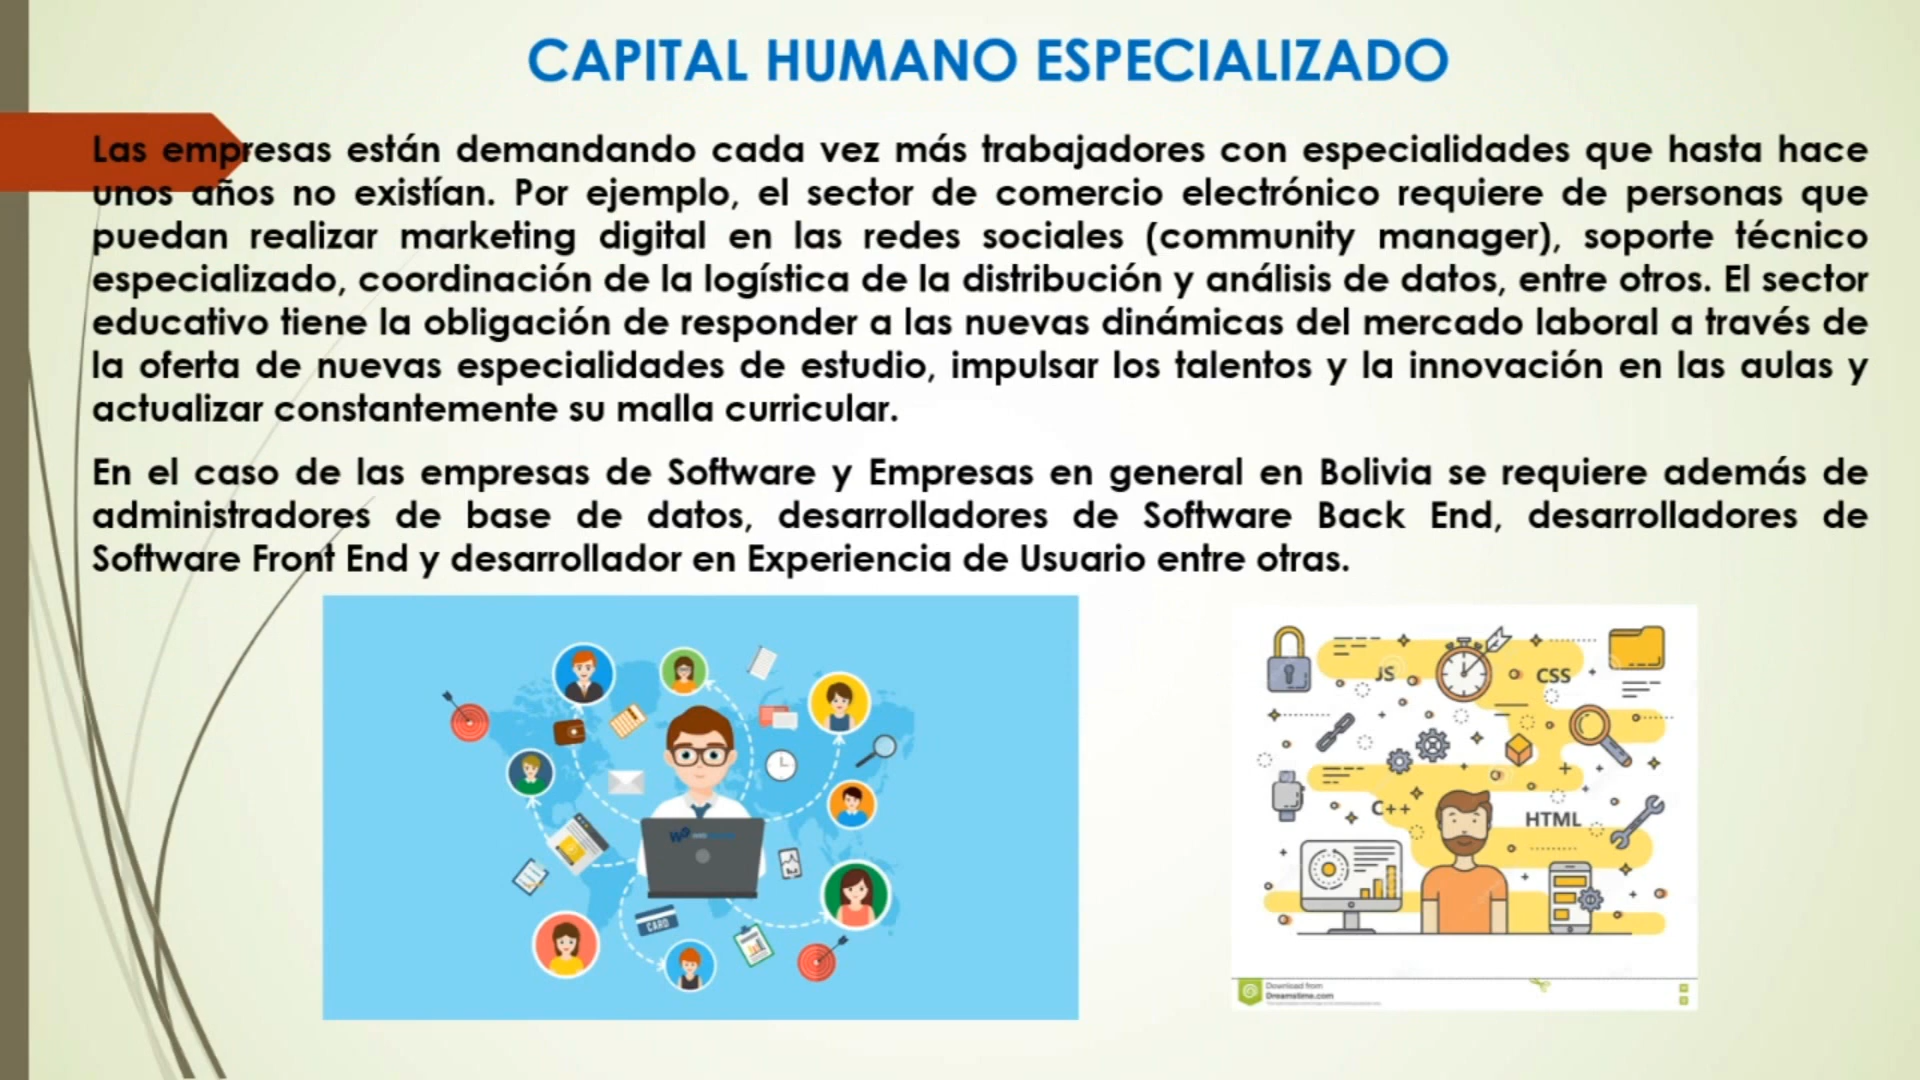 CAPITAL HUMANO ESPECIALIZADO
Las empresas están demandando cada vez más trabajadores con especialidades que hasta hace
unos años no existían. Por ejemplo, el sector de comercio electrónico requiere de personas que
puedan realizar marketing digital en las redes sociales (community manager), soporte técnico
especializado, coordinación de la logística de la distribución y análisis de datos, entre otros. El sector
educativo tiene la obligación de responder a las nuevas dinámicas del mercado laboral a través de
la oferta de nuevas especialidades de estudio, impulsar los talentos y la innovación en las aulas y
actualizar constantemente su malla curricular.
En el caso de las empresas de Software y Empresas en general en Bolivia se requiere además de
administradores de base de datos, desarrolladores de Software Back End, desarrolladores de
Software Front End y desarrollador en Experiencia de Usuario entre otras.
CARD
JS
CSS
C++
HTML
Download from
Dreamstime.com